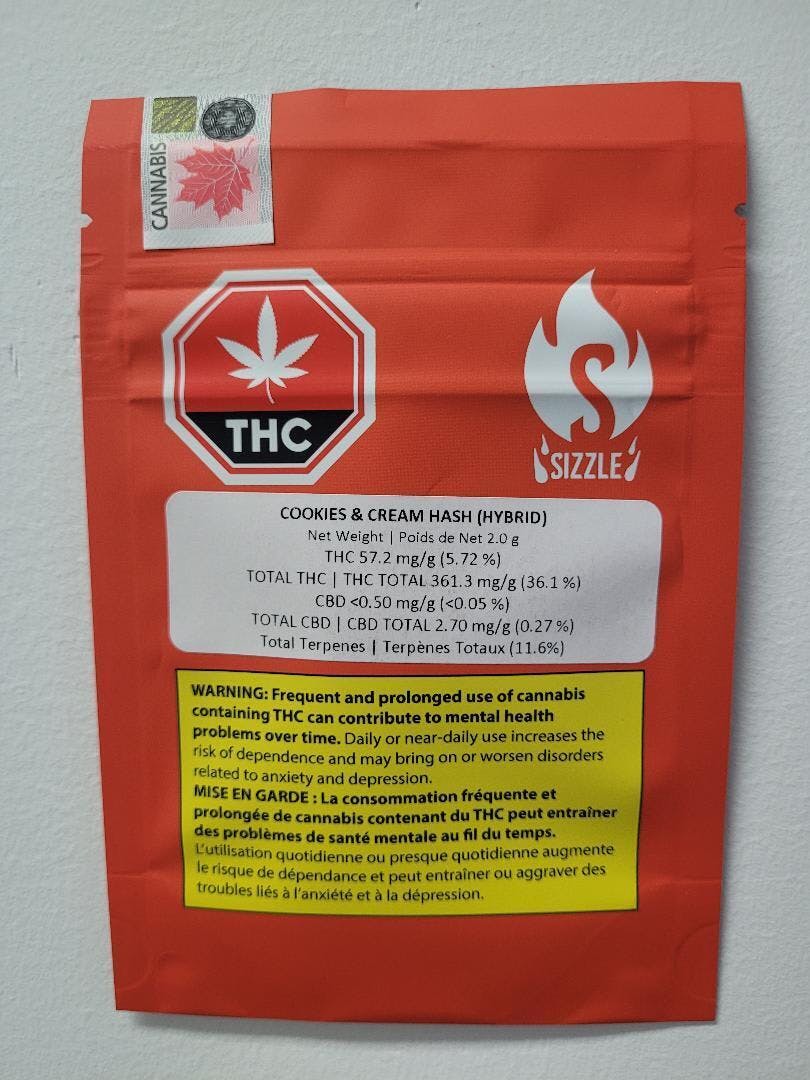 CANNABIS
THC
S
SIZZLE
COOKIES & CREAM HASH (HYBRID)
Net Weight | Poids de Net 2.0 g
THC 57.2 mg/g (5.72 %)
TOTAL THC | THC TOTAL 361.3 mg/g (36.1 %)
CBD <0.50 mg/g (<0.05 %)
TOTAL CBD | CBD TOTAL 2.70 mg/g (0.27 %)
Total Terpenes | Terpènes Totaux (11.6%)
WARNING: Frequent and prolonged use of cannabis
containing THC can contribute to mental health
problems over time. Daily or near-daily use increases the
risk of dependence and may bring on or worsen disorders
related to anxiety and depression.
MISE EN GARDE : La consommation fréquente et
prolongée de cannabis contenant du THC peut entraîner
des problèmes de santé mentale au fil du temps.
L'utilisation quotidienne ou presque quotidienne augmente
le risque de dépendance et peut entraîner ou aggraver des
troubles liés à l'anxiété et à la dépression.